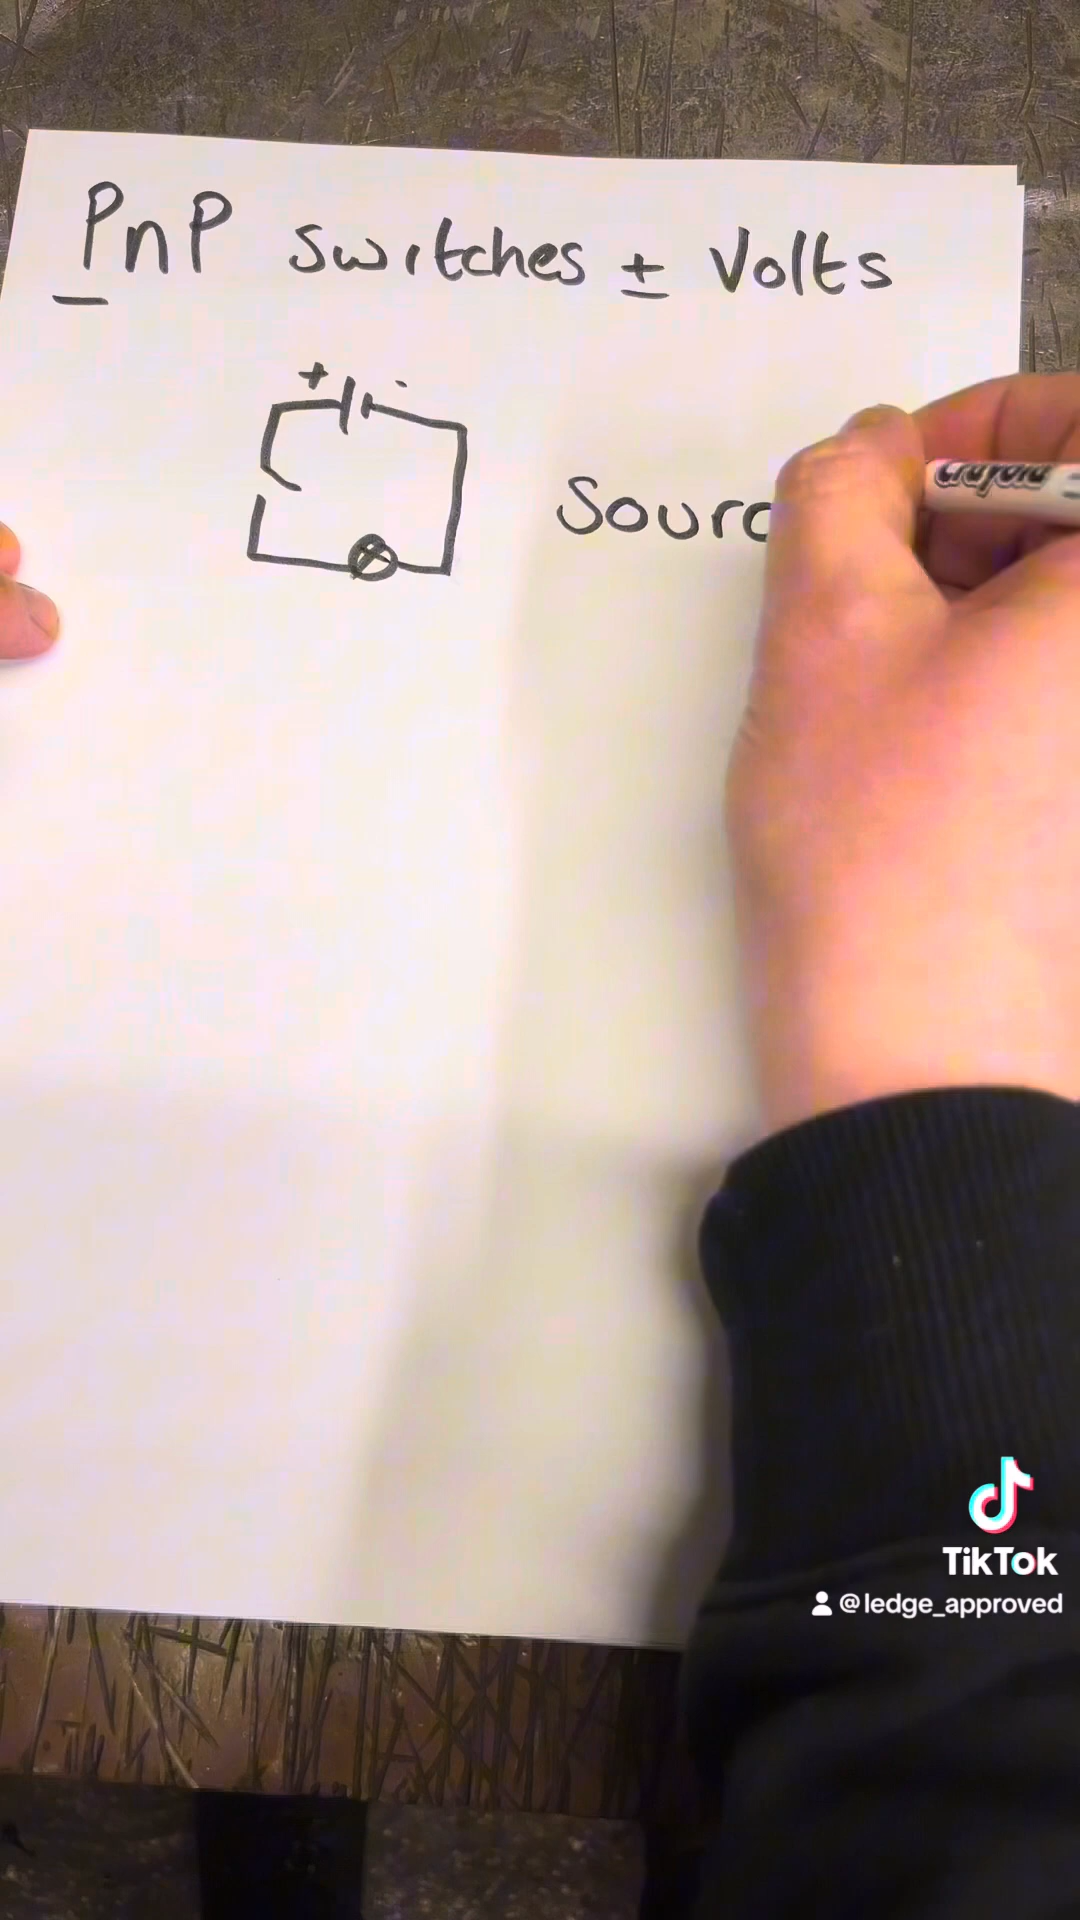 PnP switches ± Volts
+ -
Sourc
crayola
TikTok
@ledge_approved